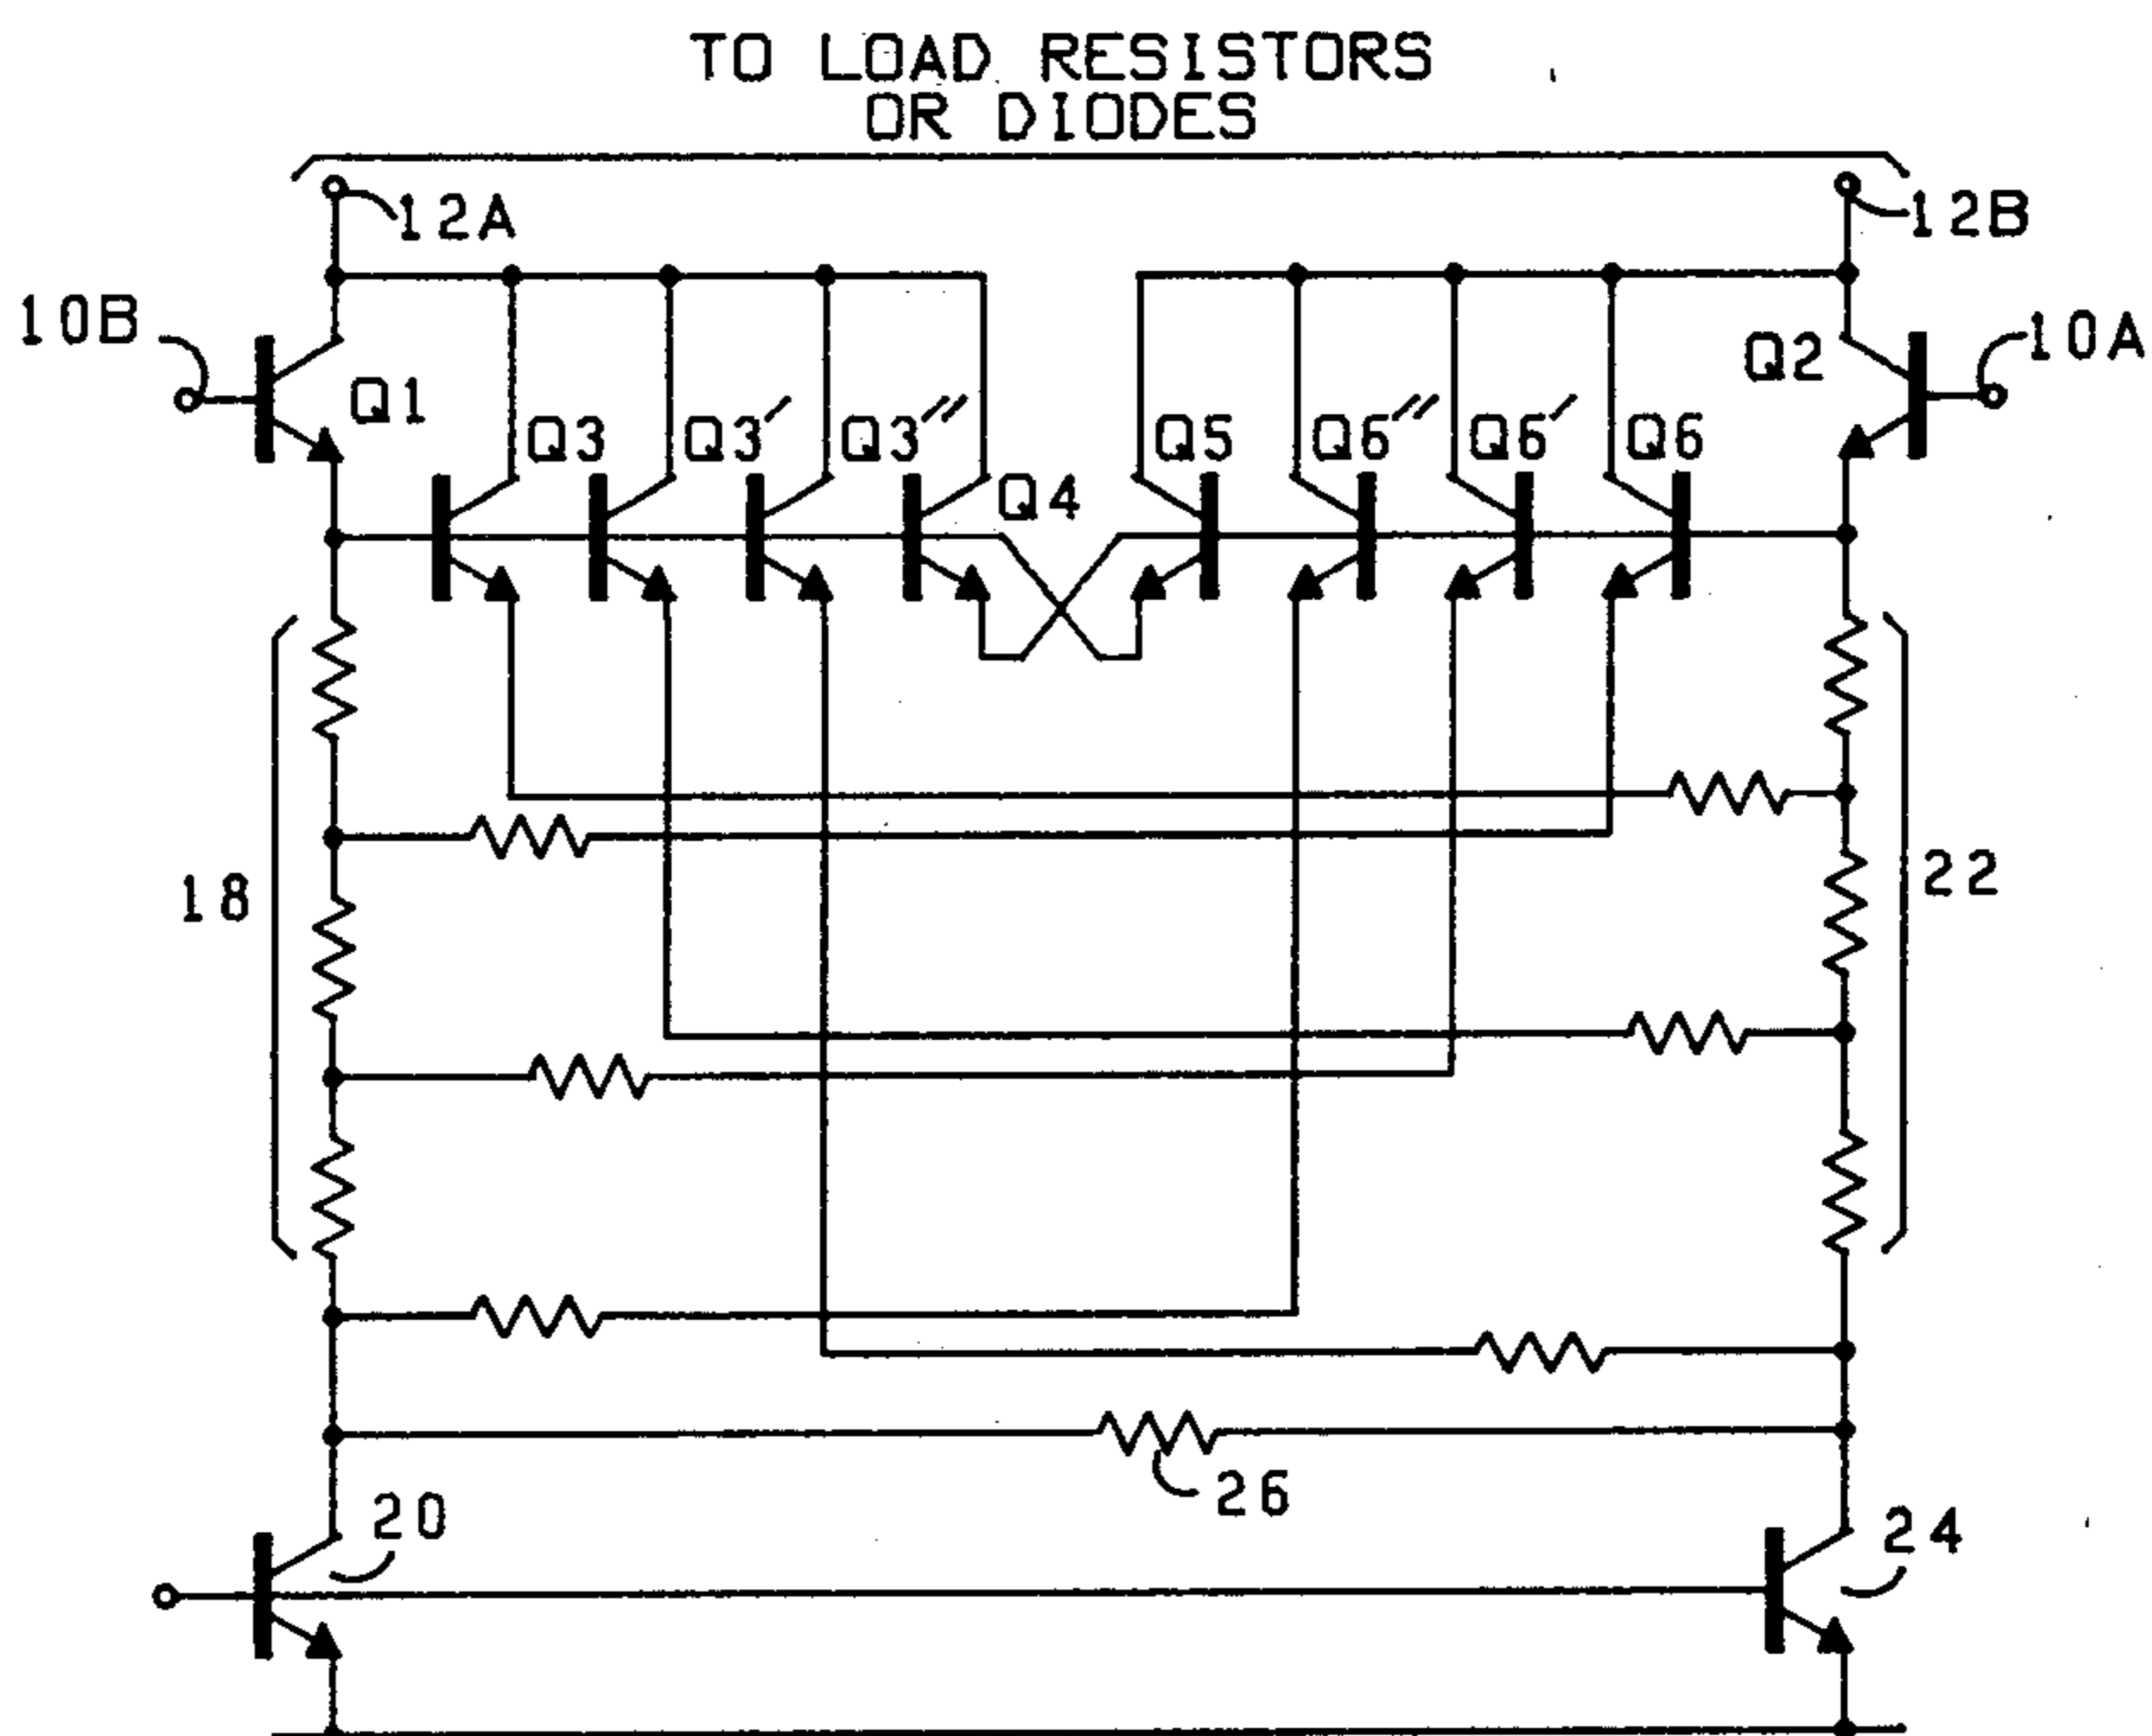 TO LOAD RESISTORS
OR DIODES
12A
12B
10B
10A
Q1
Q2
Q3
Q3′
Q3″
Q4
Q5
Q6″
Q6′
Q6
18
22
26
20
24